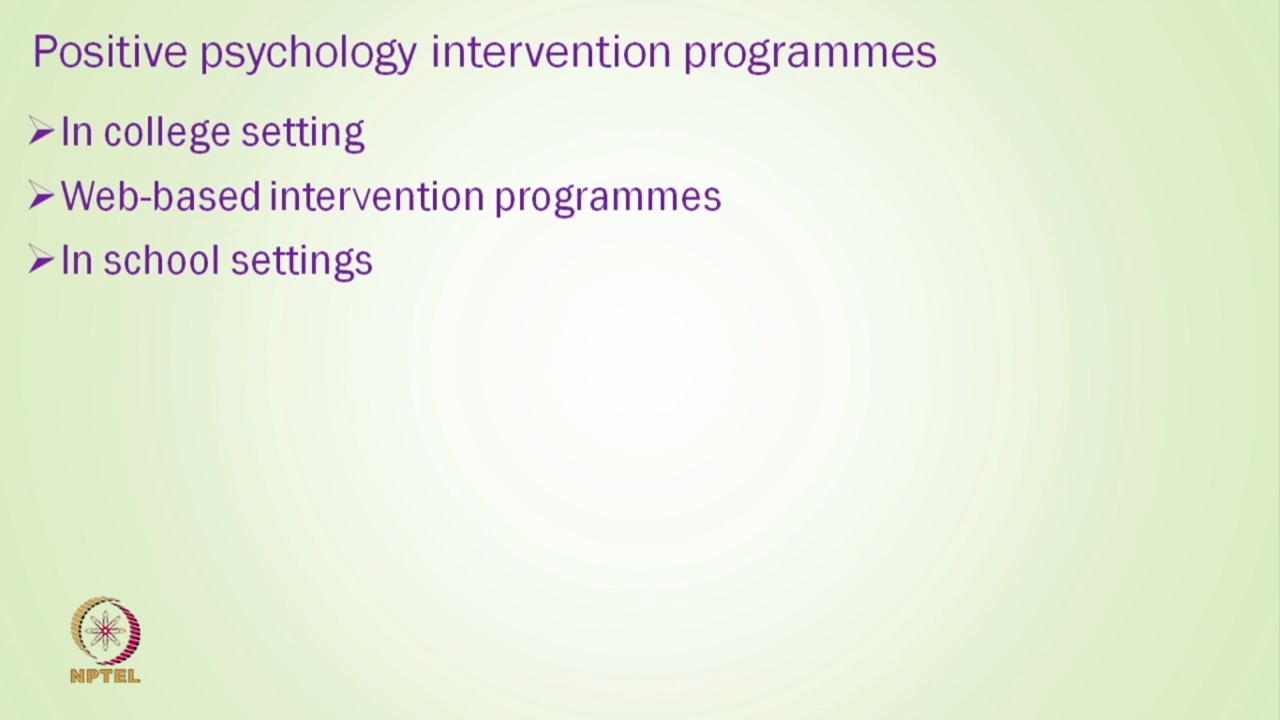 Positive psychology intervention programmes
➢In college setting
➢Web-based intervention programmes
➢In school settings
NPTEL